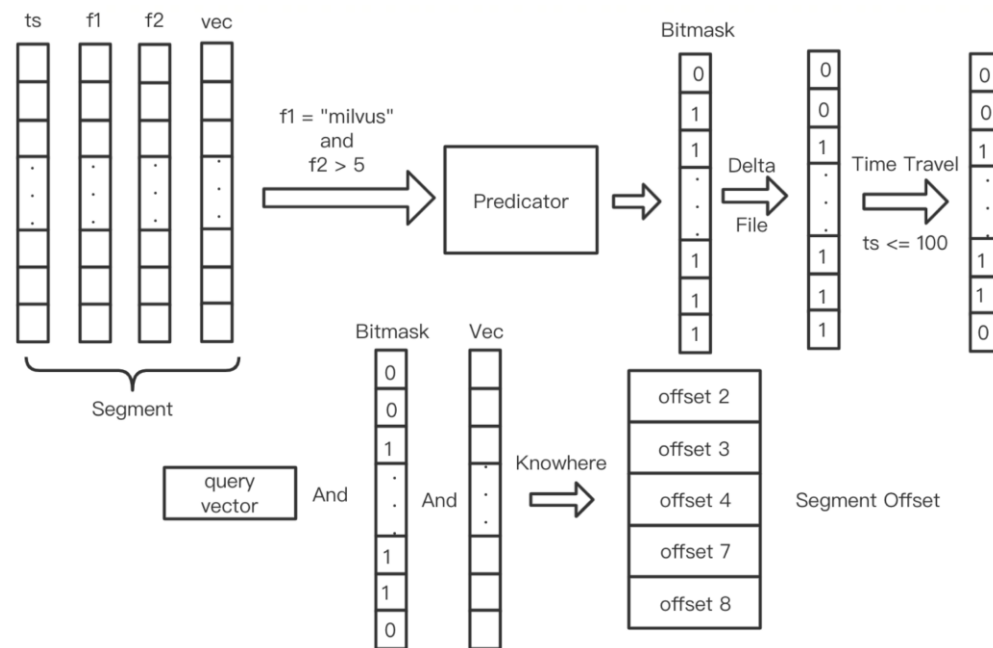 ts f1 f2 vec
f1 = "milvus"
and
f2 > 5
Predicator
Bitmask
0
1
1
1
1
1
Delta
File
0
0
1
1
1
1
Time Travel
ts <= 100
0
0
1
1
1
0
Segment
query
vector
And
Bitmask
0
0
1
1
1
0
And
Vec
Knowhere
offset 2
offset 3
offset 4
offset 7
offset 8
Segment Offset